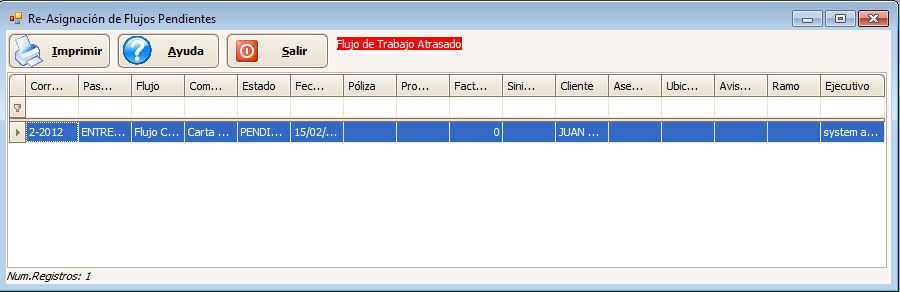 Re-Asignación de Flujos Pendientes
Imprimir Ayuda Salir Flujo de Trabajo Atrasado
Corr... Pas... Flujo Com... Estado Fec... Póliza Pro... Fact... Sini... Cliente Ase... Ubic... Avis... Ramo Ejecutivo
2-2012 ENTRE... Flujo C... Carta ... PENDI... 15/02/... 0 JUAN ... system a...
Num.Registros: 1